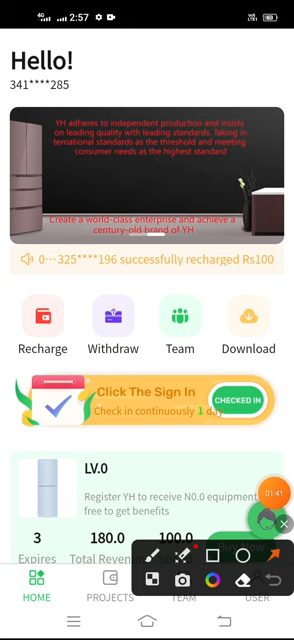 4G
2:57
63
Hello!
341****285
YH adheres to independent production and insists
on leading quality with leading standards. Taking in
ternational standards as the threshold and meeting
consumer needs as the highest standard
Create a world-class enterprise and achieve a
century-old brand of YH
0··· 325****196 successfully recharged Rs100
Recharge Withdraw Team Download
Click The Sign In
Check in continuously 1 day
CHECKED IN
LV.0
Register YH to receive N0.0 equipment
free to get benefits
01:41
3 180.0 100.0
Expires Total Revenu
HOME PROJECTS TEAM USER